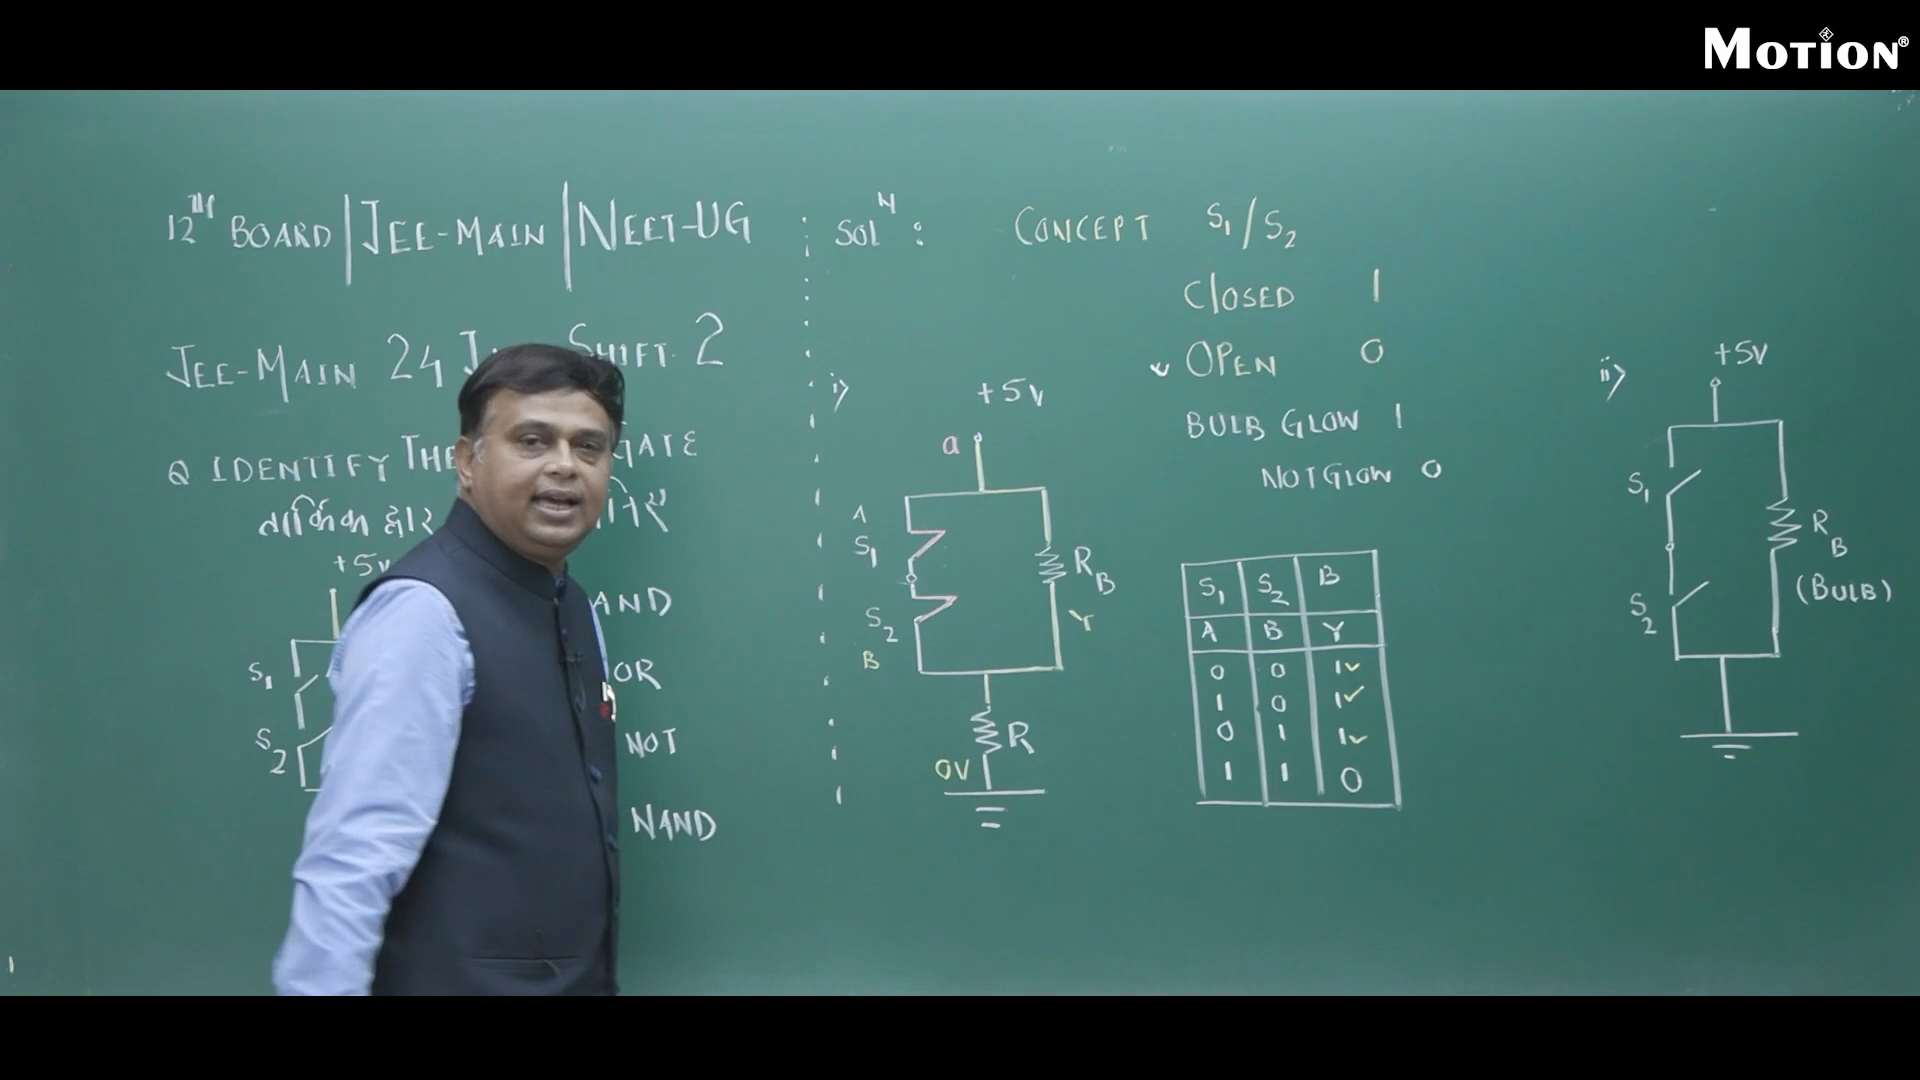 MOTION®
12TH BOARD | JEE-MAIN | NEET-UG
JEE-MAIN 24 SHIFT 2
Q IDENTIFY THE GATE
तार्किक द्वार
+5V
S1
S2
AND
OR
NOT
NAND
SolN :
CONCEPT S1/S2
CLOSED 1
OPEN 0
BULB GLOW 1
NOT GLOW 0
i)
+5V
a
A
S1
S2
B
RB
Y
R
0V
S1 S2 B
A B Y
0 0 1✓
1 0 1✓
0 1 1✓
1 1 0
ii)
+5V
S1
S2
RB
(BULB)